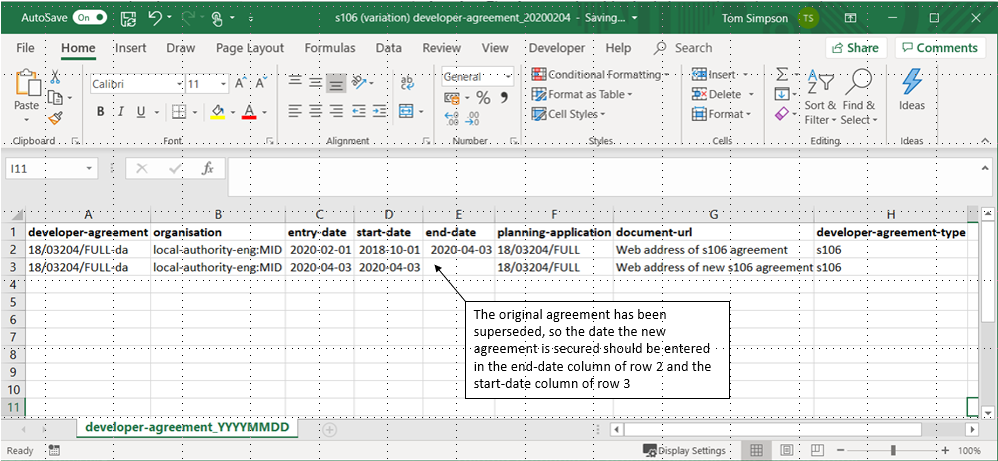 AutoSave On s106 (variation) developer-agreement_20200204 - Saving... Tom Simpson TS
File Home Insert Draw Page Layout Formulas Data Review View Developer Help Search Share Comments
Paste
Clipboard
Calibri 11
B I U
Font
Alignment
General
Number
Conditional Formatting
Format as Table
Cell Styles
Styles
Insert
Delete
Format
Cells
Sort & Filter
Find & Select
Editing
Ideas
Ideas
I11 fx
A B C D E F G H
1 developer-agreement organisation entry-date start-date end-date planning-application document-url developer-agreement-type
2 18/03204/FULL-da local-authority-eng:MID 2020-02-01 2018-10-01 2020-04-03 18/03204/FULL Web address of s106 agreement s106
3 18/03204/FULL-da local-authority-eng:MID 2020-04-03 2020-04-03 18/03204/FULL Web address of new s106 agreement s106
4
5
6
7
8
9
10
11
The original agreement has been
superseded, so the date the new
agreement is secured should be entered
in the end-date column of row 2 and the
start-date column of row 3
developer-agreement_YYYYMMDD
Ready Display Settings 100%